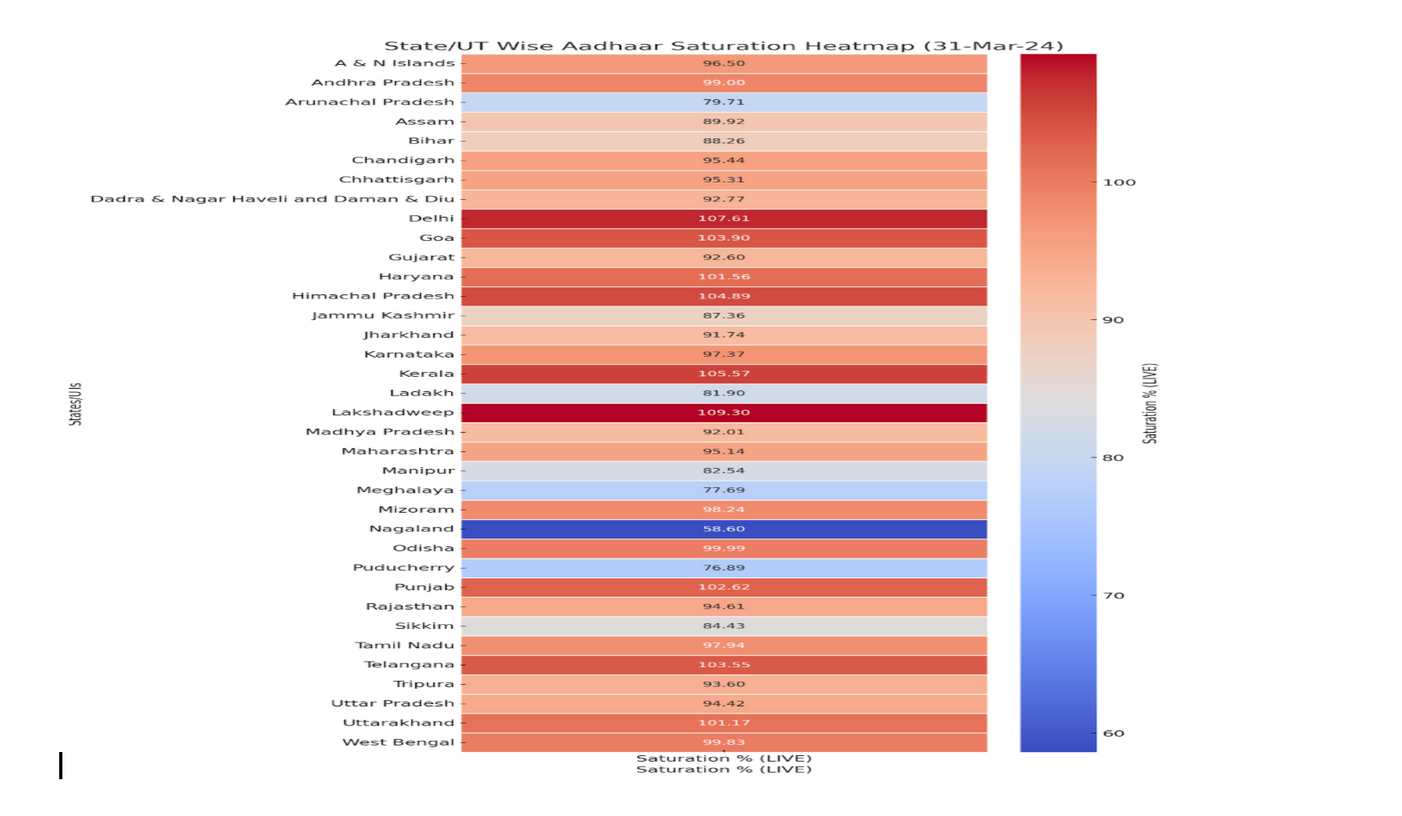 State/UT Wise Aadhaar Saturation Heatmap (31-Mar-24)
A & N Islands 96.50
Andhra Pradesh 99.00
Arunachal Pradesh 79.71
Assam 89.92
Bihar 88.26
Chandigarh 95.44
Chhattisgarh 95.31
Dadra & Nagar Haveli and Daman & Diu 92.77
Delhi 107.61
Goa 103.90
Gujarat 92.60
Haryana 101.56
Himachal Pradesh 104.89
Jammu Kashmir 87.36
Jharkhand 91.74
Karnataka 97.37
Kerala 105.57
Ladakh 81.90
Lakshadweep 109.30
Madhya Pradesh 92.01
Maharashtra 95.14
Manipur 82.54
Meghalaya 77.69
Mizoram 98.24
Nagaland 58.60
Odisha 99.99
Puducherry 76.89
Punjab 102.62
Rajasthan 94.61
Sikkim 84.43
Tamil Nadu 97.94
Telangana 103.55
Tripura 93.60
Uttar Pradesh 94.42
Uttarakhand 101.17
West Bengal 99.83
Saturation % (LIVE)
Saturation % (LIVE)
States/UIs
100
90
80
70
60
Saturation % (LIVE)